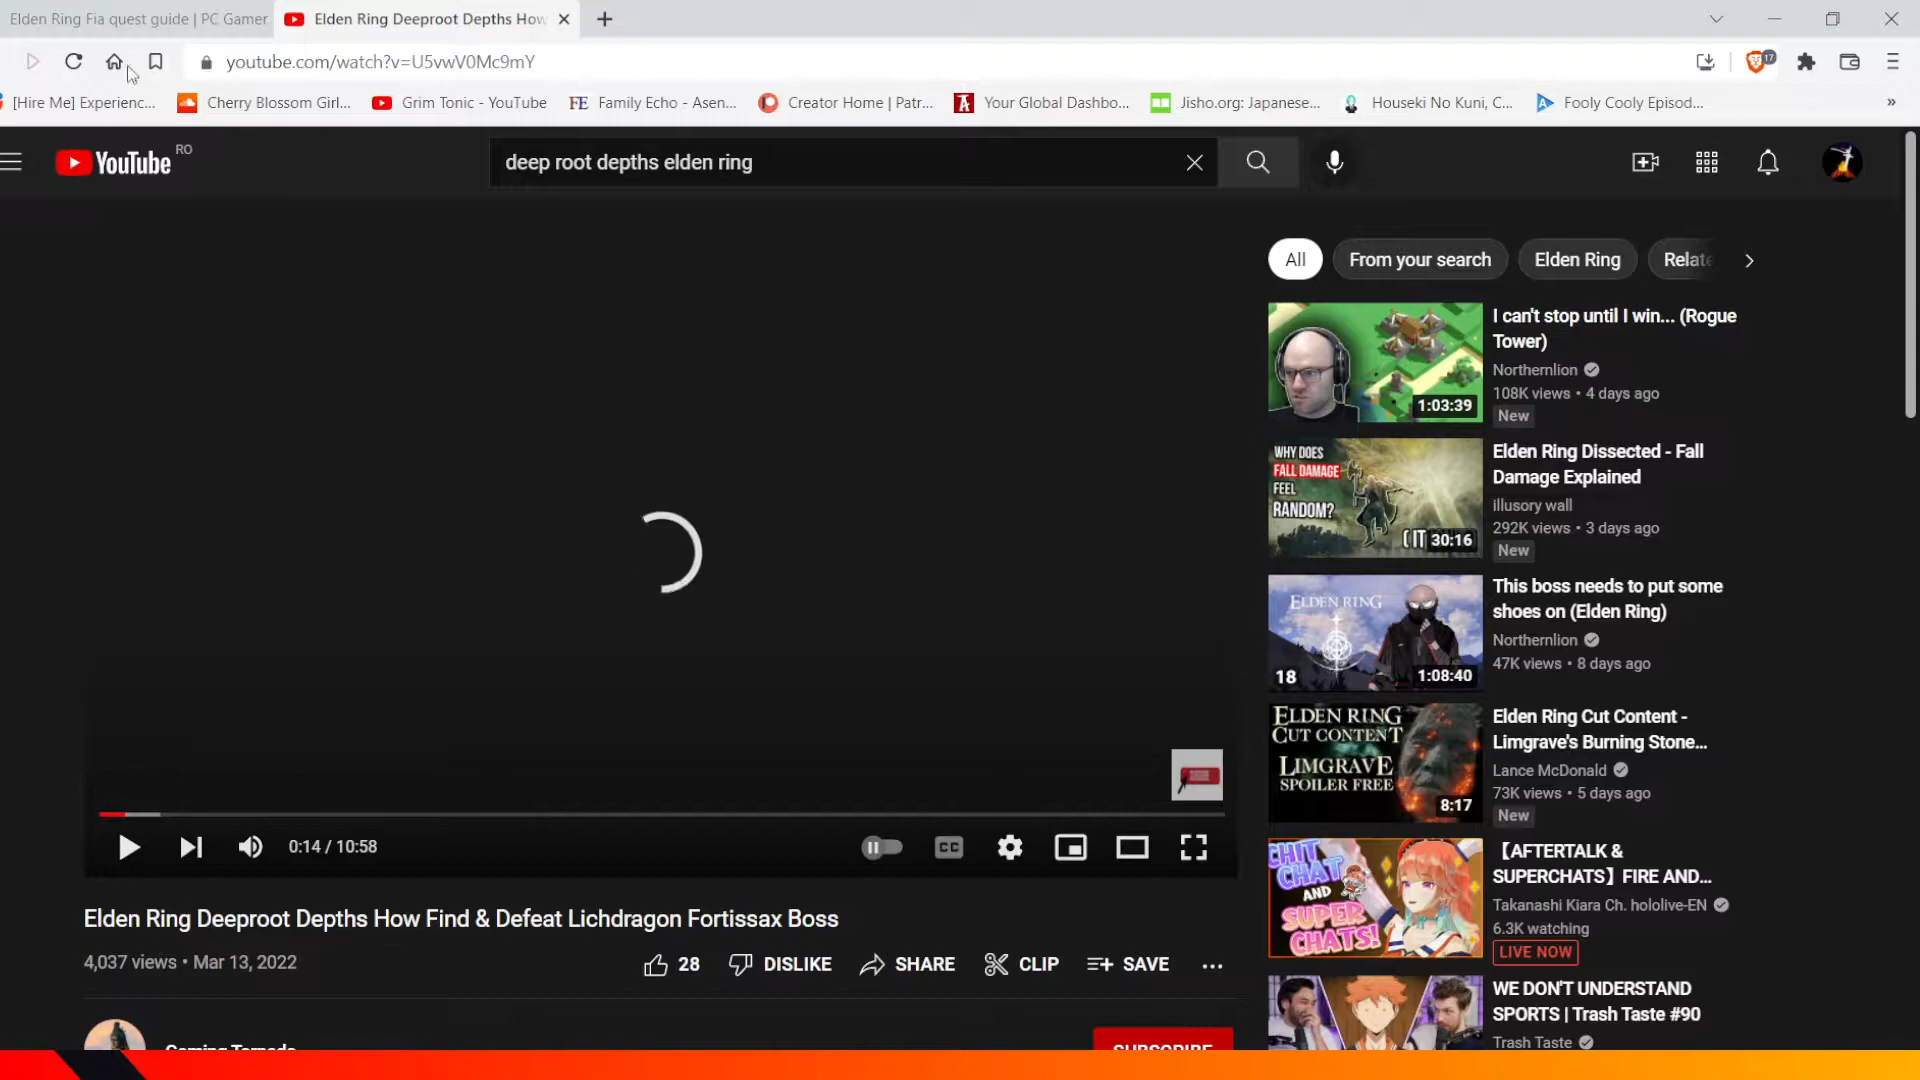 Elden Ring Fia quest guide | PC Gamer
Elden Ring Deeproot Depths How
youtube.com/watch?v=U5vwV0Mc9mY
17
[Hire Me] Experienc...
Cherry Blossom Girl...
Grim Tonic - YouTube
FE Family Echo - Asen...
Creator Home | Patr...
Your Global Dashbo...
Jisho.org: Japanese...
Houseki No Kuni, C...
Fooly Cooly Episod...
»
YouTube RO
deep root depths elden ring
All
From your search
Elden Ring
Relate
I can't stop until I win... (Rogue
Tower)
Northernlion
108K views • 4 days ago
New
1:03:39
WHY DOES
FALL DAMAGE
FEEL
RANDOM?
30:16
Elden Ring Dissected - Fall
Damage Explained
illusory wall
292K views • 3 days ago
New
ELDEN RING
18
1:08:40
This boss needs to put some
shoes on (Elden Ring)
Northernlion
47K views • 8 days ago
ELDEN RING
CUT CONTENT
LIMGRAVE
SPOILER FREE
8:17
Elden Ring Cut Content -
Limgrave's Burning Stone...
Lance McDonald
73K views • 5 days ago
New
CHIT
CHAT
AND
SUPER
CHATS!
【AFTERTALK &
SUPERCHATS】FIRE AND...
Takanashi Kiara Ch. hololive-EN
6.3K watching
LIVE NOW
WE DON'T UNDERSTAND
SPORTS | Trash Taste #90
Trash Taste
0:14 / 10:58
CC
Elden Ring Deeproot Depths How Find & Defeat Lichdragon Fortissax Boss
4,037 views • Mar 13, 2022
28
DISLIKE
SHARE
CLIP
SAVE
Gaming Tornado
SUBSCRIBE